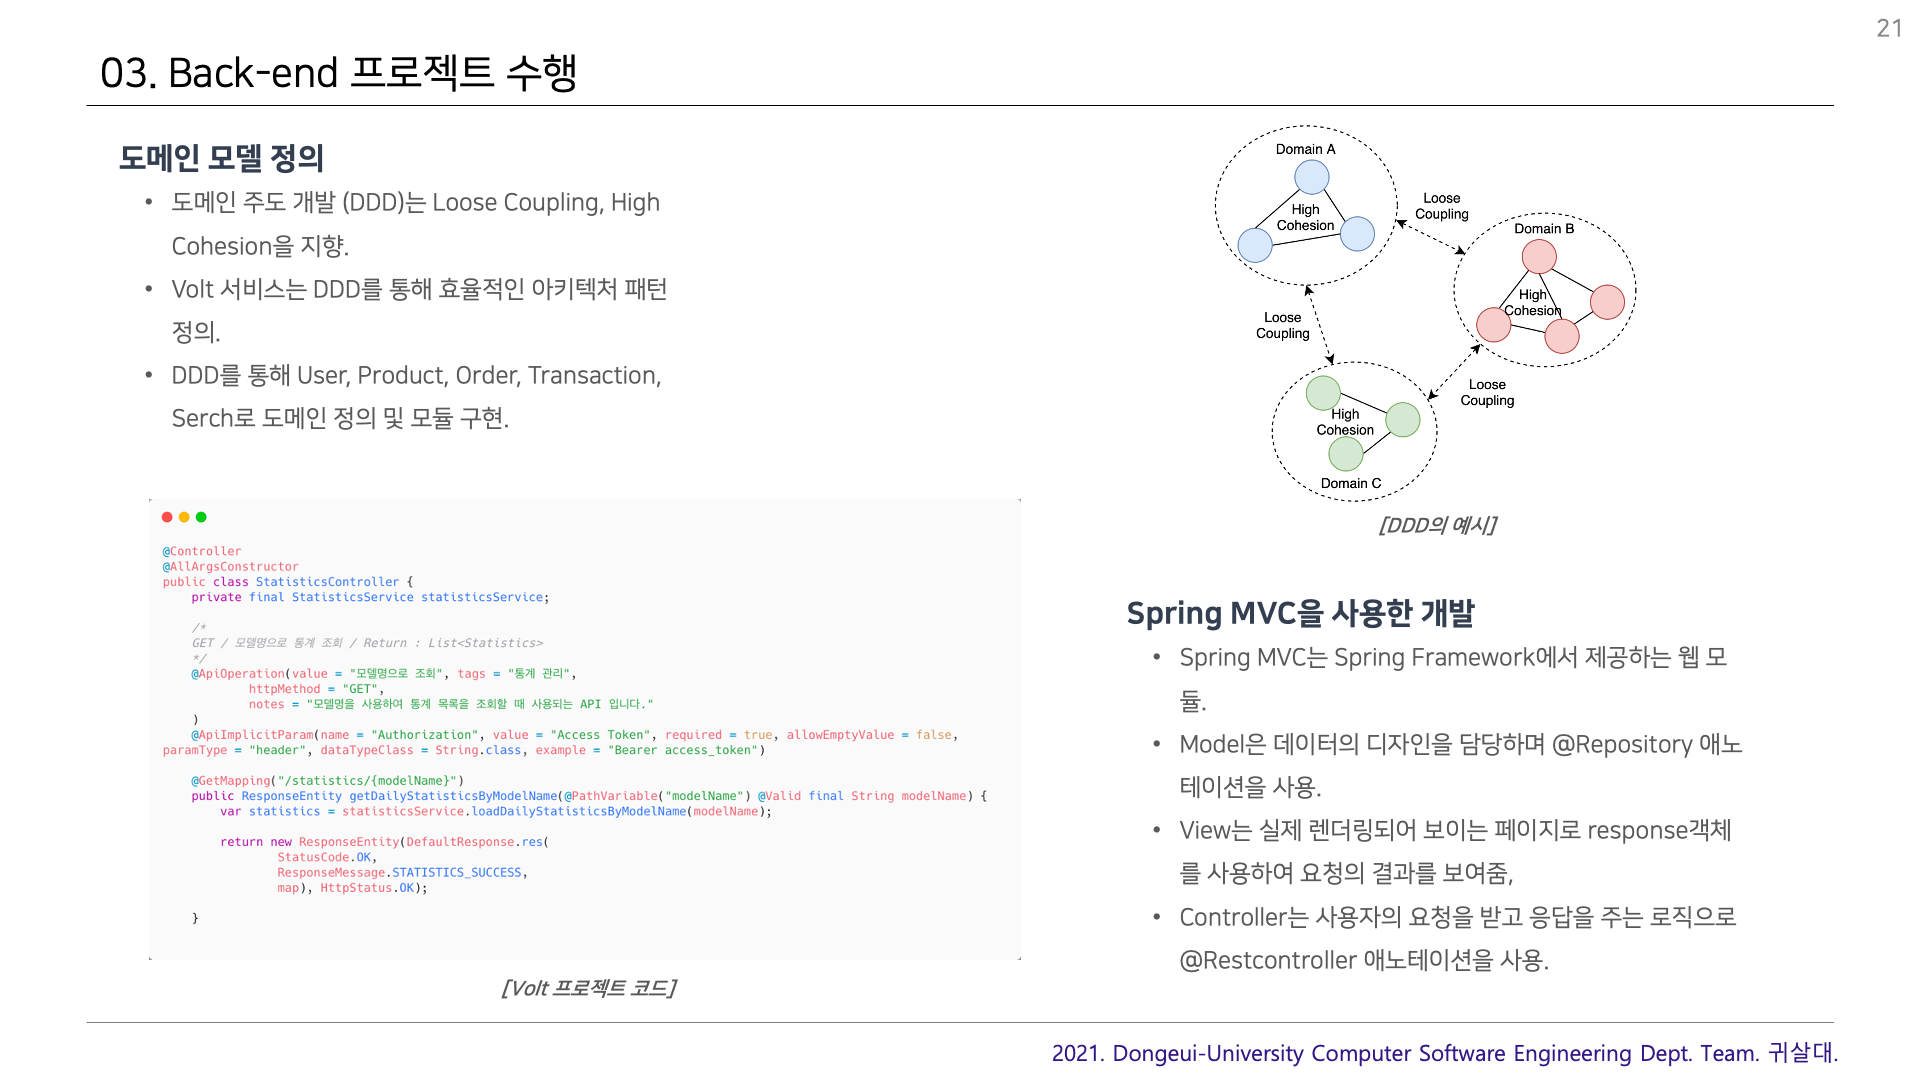 21
03. Back-end 프로젝트 수행
도메인 모델 정의
• 도메인 주도 개발 (DDD)는 Loose Coupling, High
Cohesion을 지향.
• Volt 서비스는 DDD를 통해 효율적인 아키텍처 패턴
정의.
• DDD를 통해 User, Product, Order, Transaction,
Serch로 도메인 정의 및 모듈 구현.
@Controller
@AllArgsConstructor
public class StatisticsController {
    private final StatisticsService statisticsService;
    /*
    GET / 모델명으로 통계 조회 / Return : List<Statistics>
    */
    @ApiOperation(value = "모델명으로 조회", tags = "통계 관리",
            httpMethod = "GET",
            notes = "모델명을 사용하여 통계 목록을 조회할 때 사용되는 API 입니다."
    )
    @ApiImplicitParam(name = "Authorization", value = "Access Token", required = true, allowEmptyValue = false,
paramType = "header", dataTypeClass = String.class, example = "Bearer access_token")
    @GetMapping("/statistics/{modelName}")
    public ResponseEntity getDailyStatisticsByModelName(@PathVariable("modelName") @Valid final String modelName) {
        var statistics = statisticsService.loadDailyStatisticsByModelName(modelName);
        return new ResponseEntity(DefaultResponse.res(
                StatusCode.OK,
                ResponseMessage.STATISTICS_SUCCESS,
                map), HttpStatus.OK);
    }
[Volt 프로젝트 코드]
Domain A
High
Cohesion
Loose
Coupling
Domain B
High
Cohesion
Loose
Coupling
Loose
Coupling
High
Cohesion
Domain C
[DDD의 예시]
Spring MVC을 사용한 개발
• Spring MVC는 Spring Framework에서 제공하는 웹 모
듈.
• Model은 데이터의 디자인을 담당하며 @Repository 애노
테이션을 사용.
• View는 실제 렌더링되어 보이는 페이지로 response객체
를 사용하여 요청의 결과를 보여줌,
• Controller는 사용자의 요청을 받고 응답을 주는 로직으로
@Restcontroller 애노테이션을 사용.
2021. Dongeui-University Computer Software Engineering Dept. Team. 귀살대.